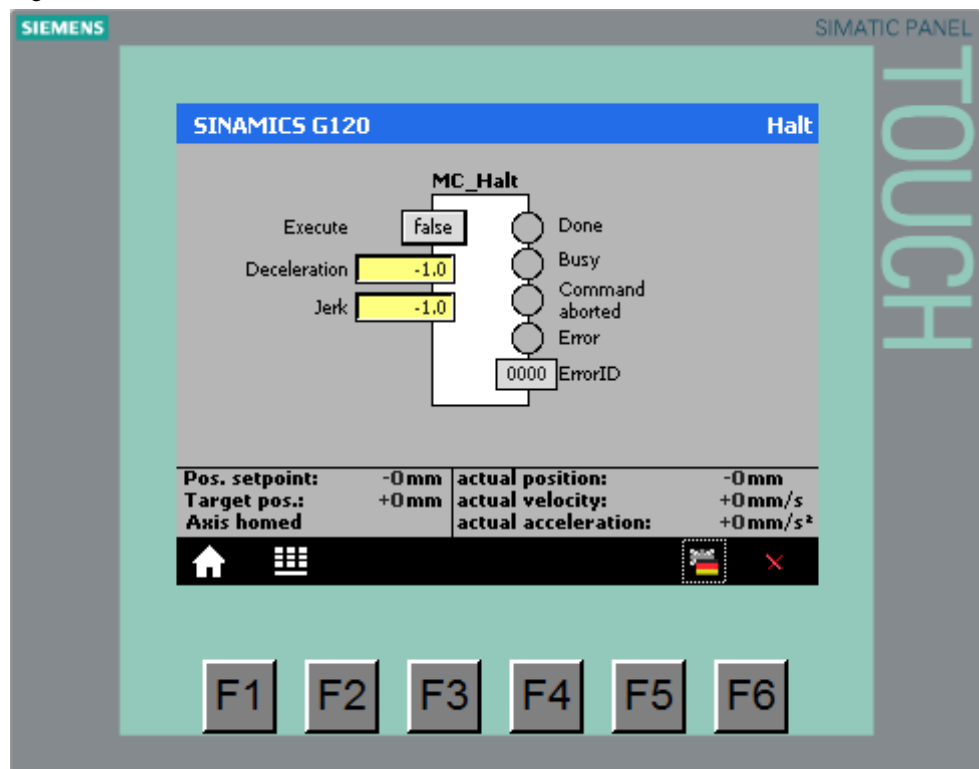 SIEMENS
SIMATIC PANEL
TOUCH
SINAMICS G120 Halt
MC_Halt
Execute false Done
Deceleration -1.0 Busy
Jerk -1.0 Command
aborted
Error
0000 ErrorID
Pos. setpoint: -0mm actual position: -0mm
Target pos.: +0mm actual velocity: +0mm/s
Axis homed actual acceleration: +0mm/s²
F1 F2 F3 F4 F5 F6